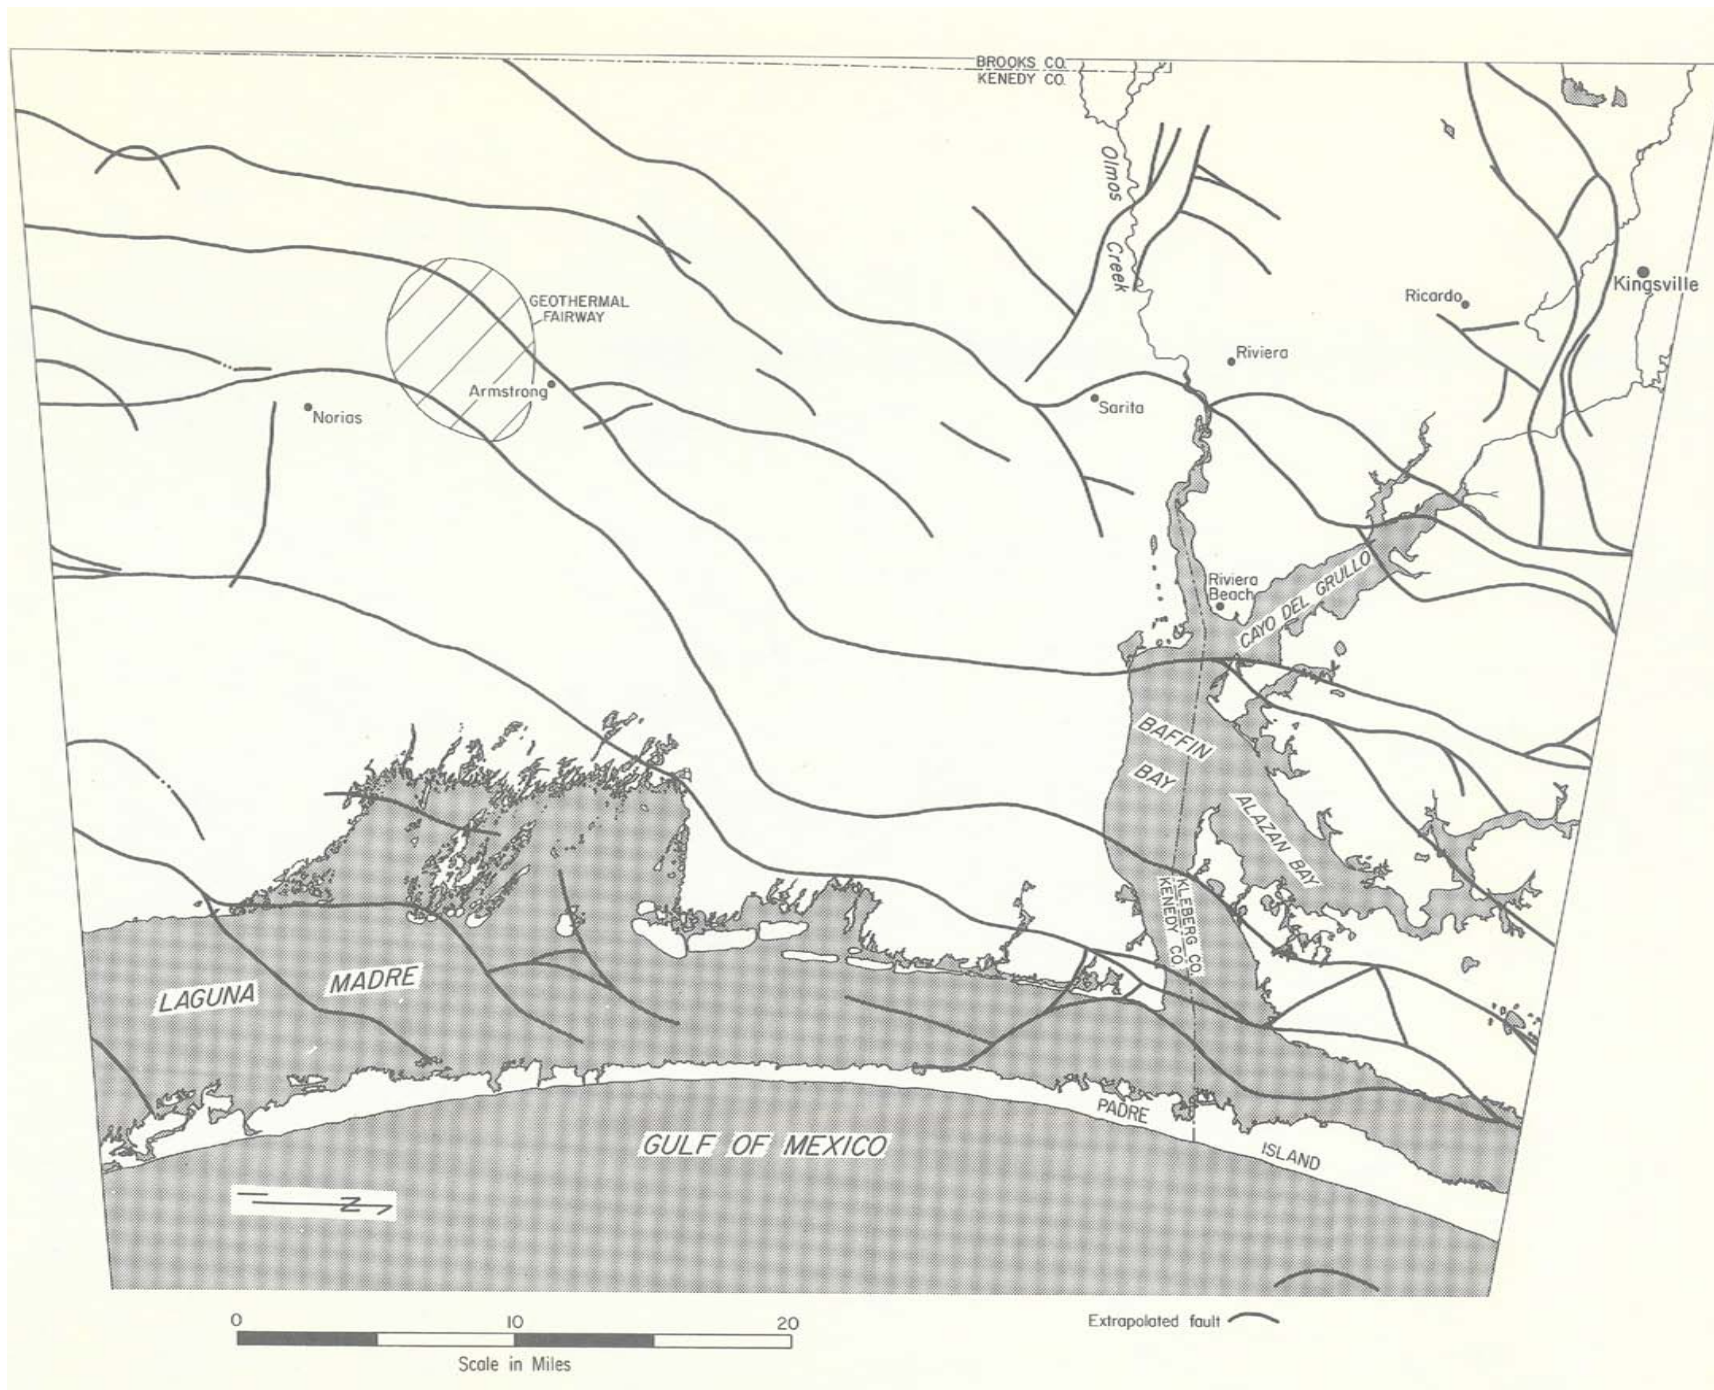 BROOKS CO.
KENEDY CO.
Olmos
Creek
Kingsville
Ricardo
GEOTHERMAL
FAIRWAY
Riviera
Armstrong
Sarita
Norias
Riviera
Beach
CAYO DEL GRULLO
BAFFIN
BAY
ALAZAN BAY
KLEBERG CO.
KENEDY CO.
LAGUNA MADRE
PADRE
ISLAND
GULF OF MEXICO
N
0 10 20
Scale in Miles
Extrapolated fault